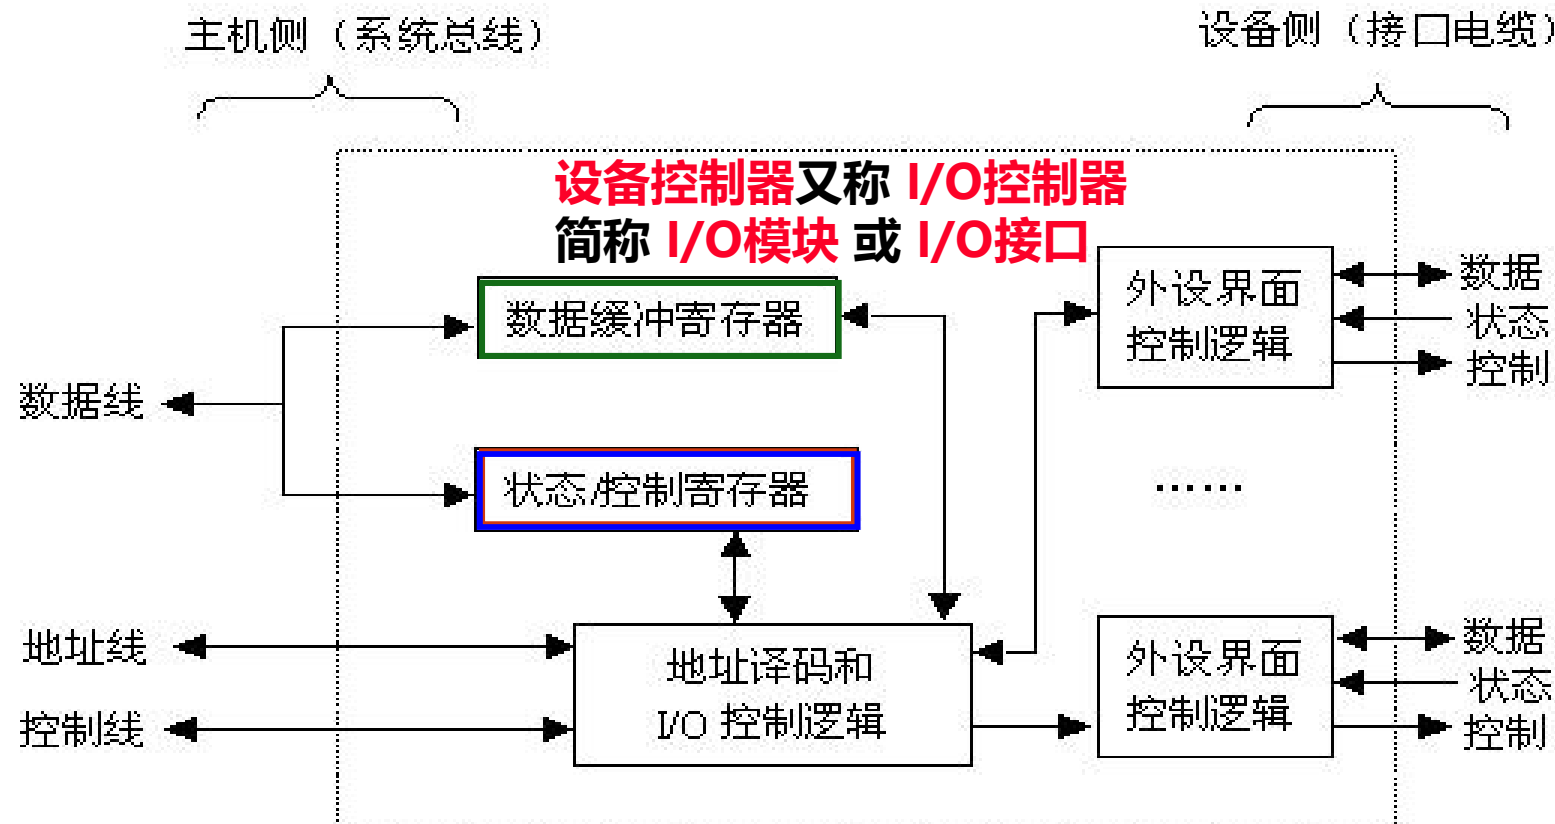 主机侧（系统总线）
设备侧（接口电缆）
设备控制器又称 I/O控制器
简称 I/O模块 或 I/O接口
数据缓冲寄存器
状态/控制寄存器
数据线
地址线
控制线
地址译码和
I/O 控制逻辑
外设界面
控制逻辑
数据
状态
控制
……
外设界面
控制逻辑
数据
状态
控制